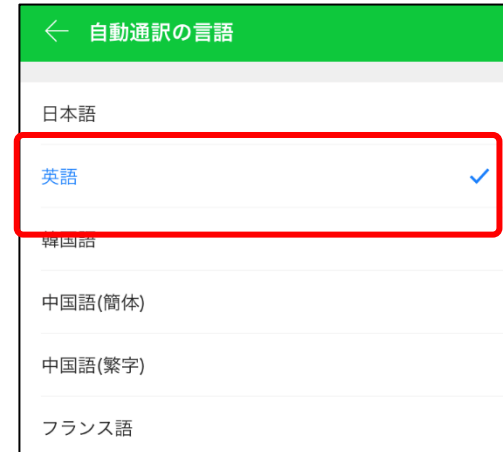 自動通訳の言語
日本語
英語
韓国語
中国語(簡体)
中国語(繁字)
フランス語